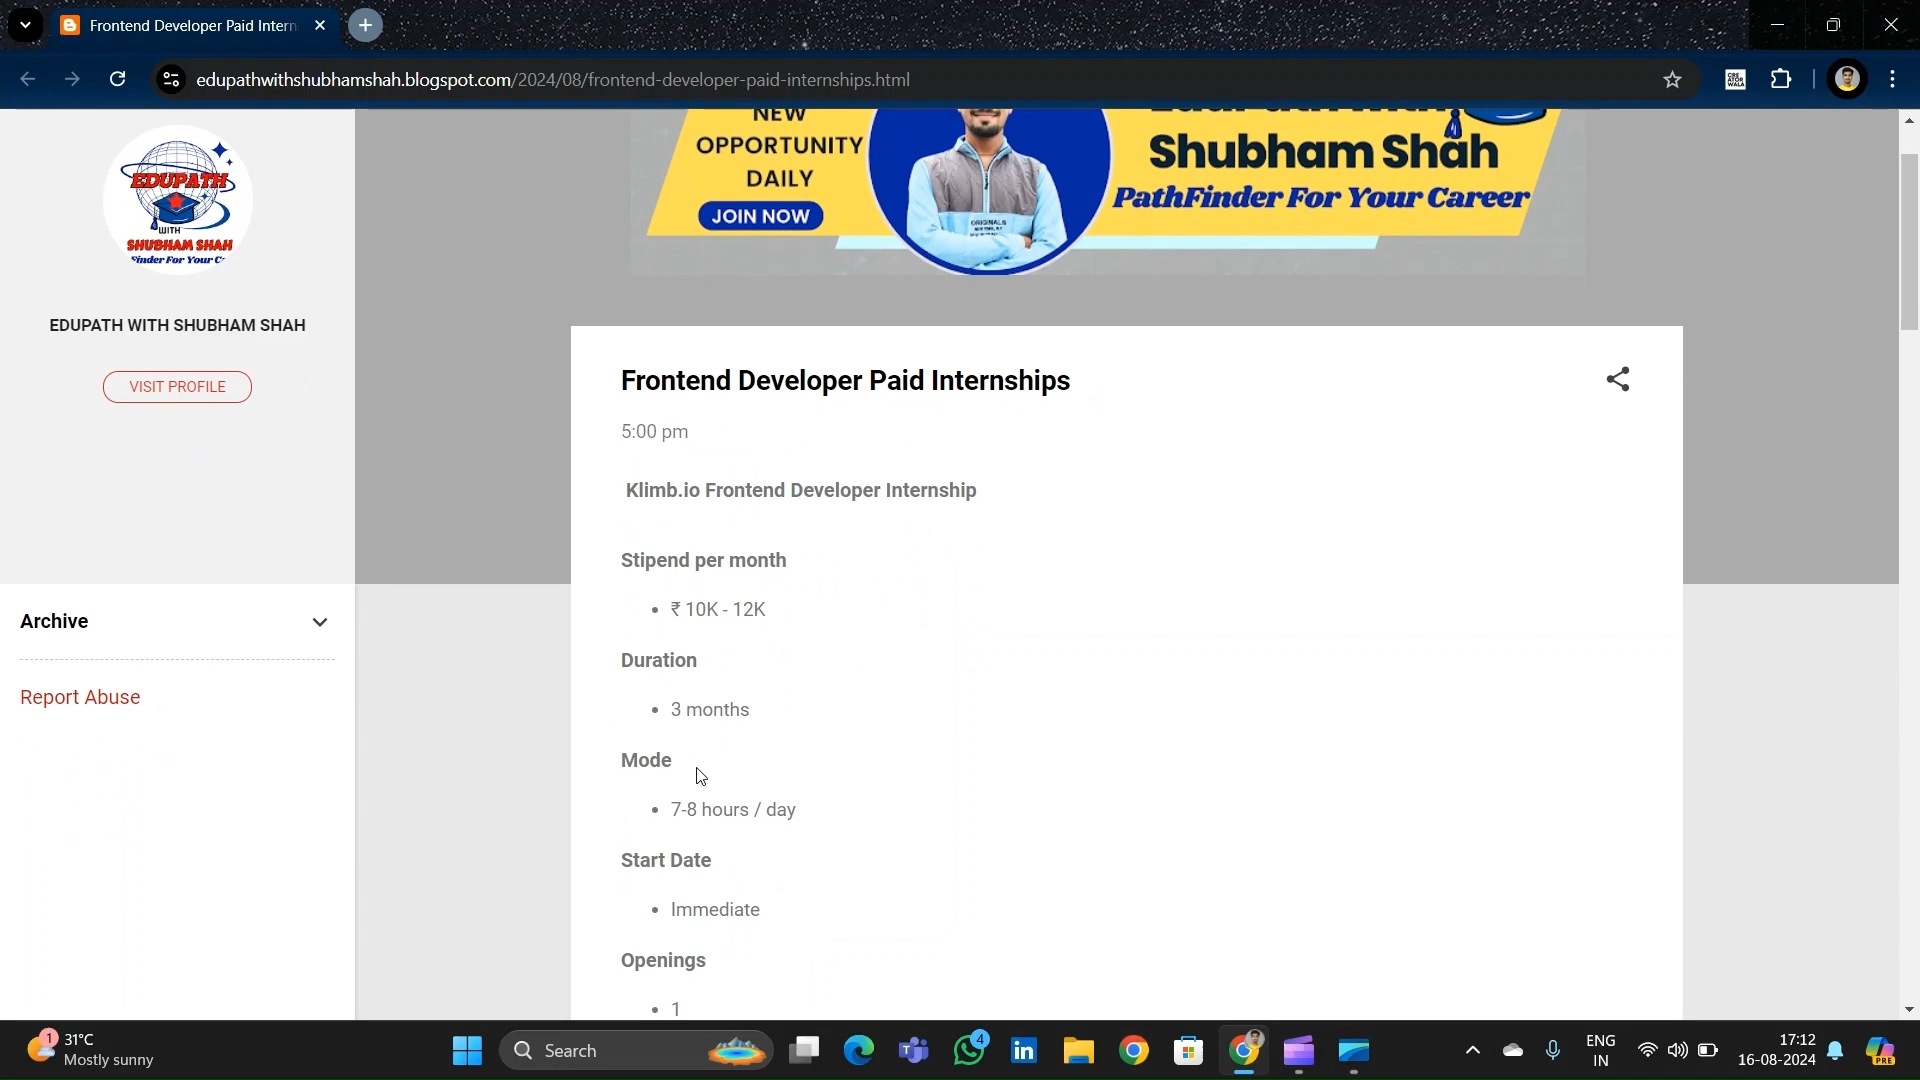 Frontend Developer Paid Intern
edupathwithshubhamshah.blogspot.com/2024/08/frontend-developer-paid-internships.html
EDUPATH
WITH
SHUBHAM SHAH
EDUPATH WITH SHUBHAM SHAH
VISIT PROFILE
Archive
Report Abuse
NEW
OPPORTUNITY
DAILY
JOIN NOW
ORIGINALS
Shubham Shah
PathFinder For Your Career
Frontend Developer Paid Internships
5:00 pm
Klimb.io Frontend Developer Internship
Stipend per month
• ₹ 10K - 12K
Duration
• 3 months
Mode
• 7-8 hours / day
Start Date
• Immediate
Openings
• 1
1
31°C
Mostly sunny
Search
4
ENG
IN
17:12
16-08-2024
PRE